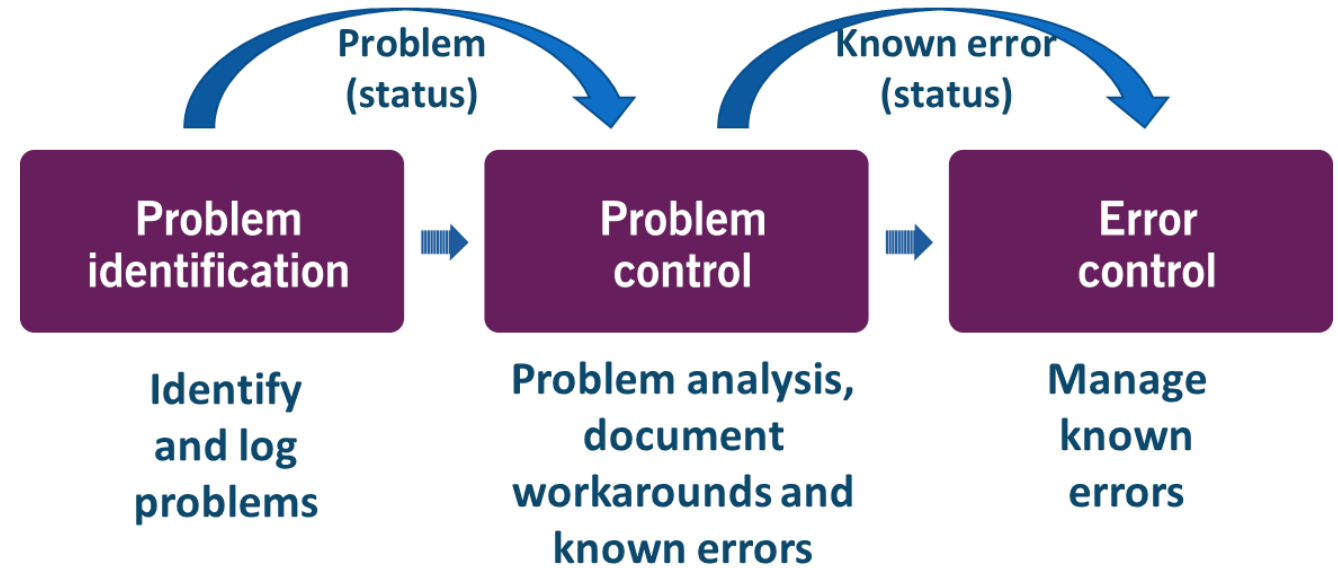 Problem
(status)
Known error
(status)
Problem
identification
Problem
control
Error
control
Identify
and log
problems
Problem analysis,
document
workarounds and
known errors
Manage
known
errors